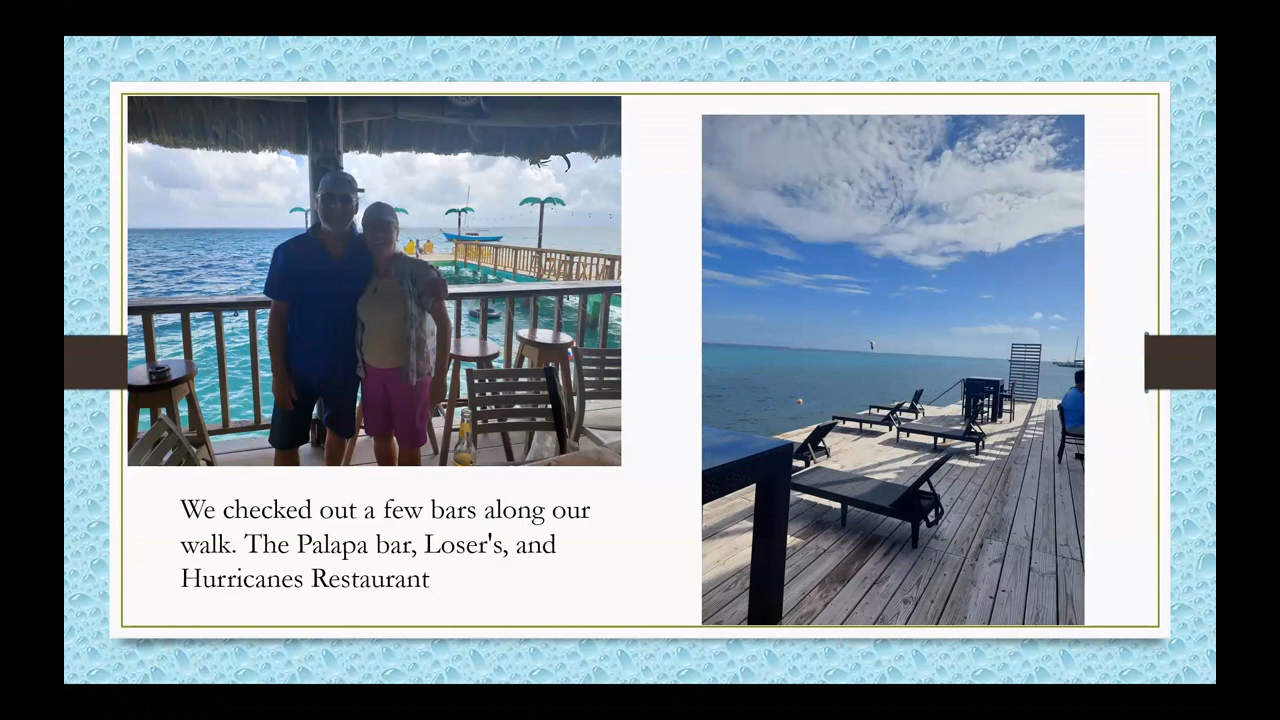 We checked out a few bars along our
walk. The Palapa bar, Loser's, and
Hurricanes Restaurant